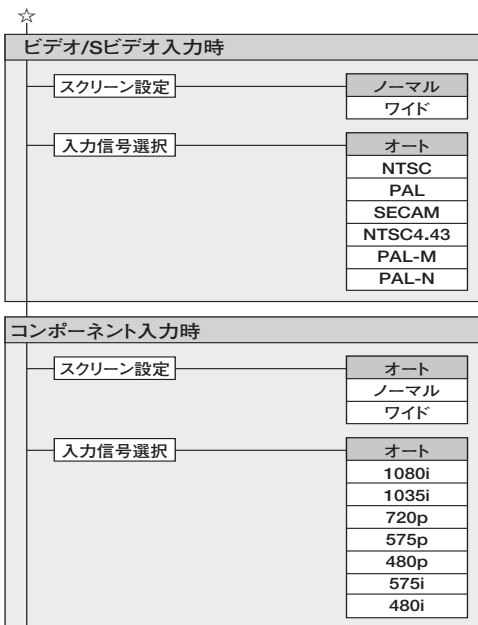 ☆
ビデオ/Sビデオ入力時
スクリーン設定
ノーマル
ワイド
入力信号選択
オート
NTSC
PAL
SECAM
NTSC4.43
PAL-M
PAL-N
コンポーネント入力時
スクリーン設定
オート
ノーマル
ワイド
入力信号選択
オート
1080i
1035i
720p
575p
480p
575i
480i